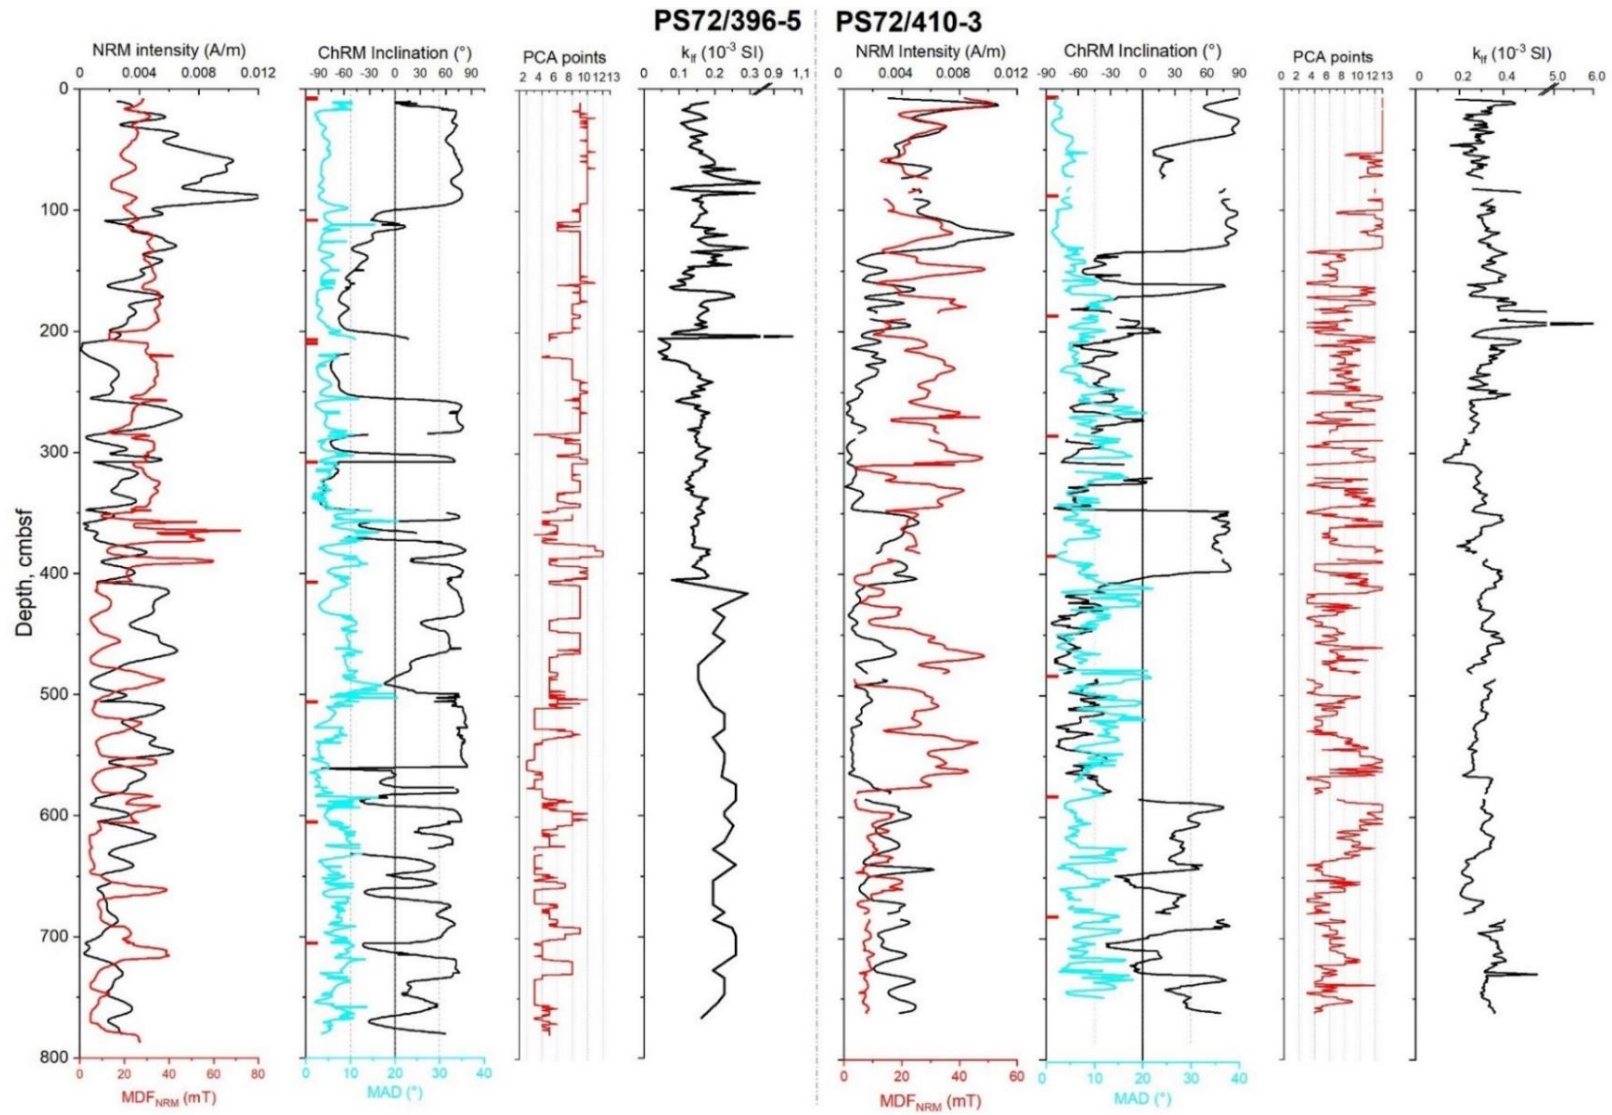 PS72/396-5 PS72/410-3
NRM intensity (A/m) ChRM Inclination (°) PCA points klf (10-3 SI) NRM Intensity (A/m) ChRM Inclination (°) PCA points klf (10-3 SI)
0 0.004 0.008 0.012 -90 -60 -30 0 30 60 90 2 4 6 8 10 12 13 0 0.1 0.2 0.3 0.9 1,1 0 0.004 0.008 0.012 -90 -60 -30 0 30 60 90 0 2 4 6 8 10 12 13 0 0.2 0.4 5.0 6.0
0
100
200
300
400
500
600
700
800
Depth, cmbsf
0 20 40 60 80 0 10 20 30 40 0 20 40 60 0 10 20 30 40
MDFNRM (mT) MAD (°) MDFNRM (mT) MAD (°)